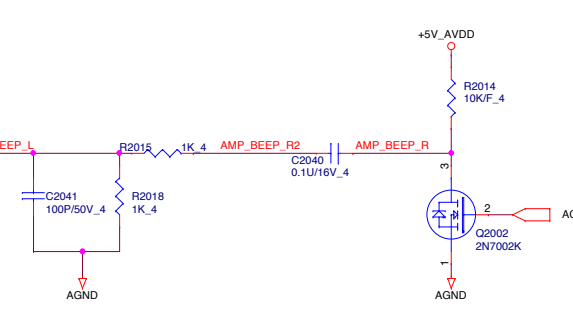 +5V_AVDD
R2014
10K/F_4
EEP_L
R2015
1K_4
AMP_BEEP_R2
AMP_BEEP_R
C2040
0.1U/16V_4
3
C2041
100P/50V_4
R2018
1K_4
2
Q2002
2N7002K
1
AGND
AGND